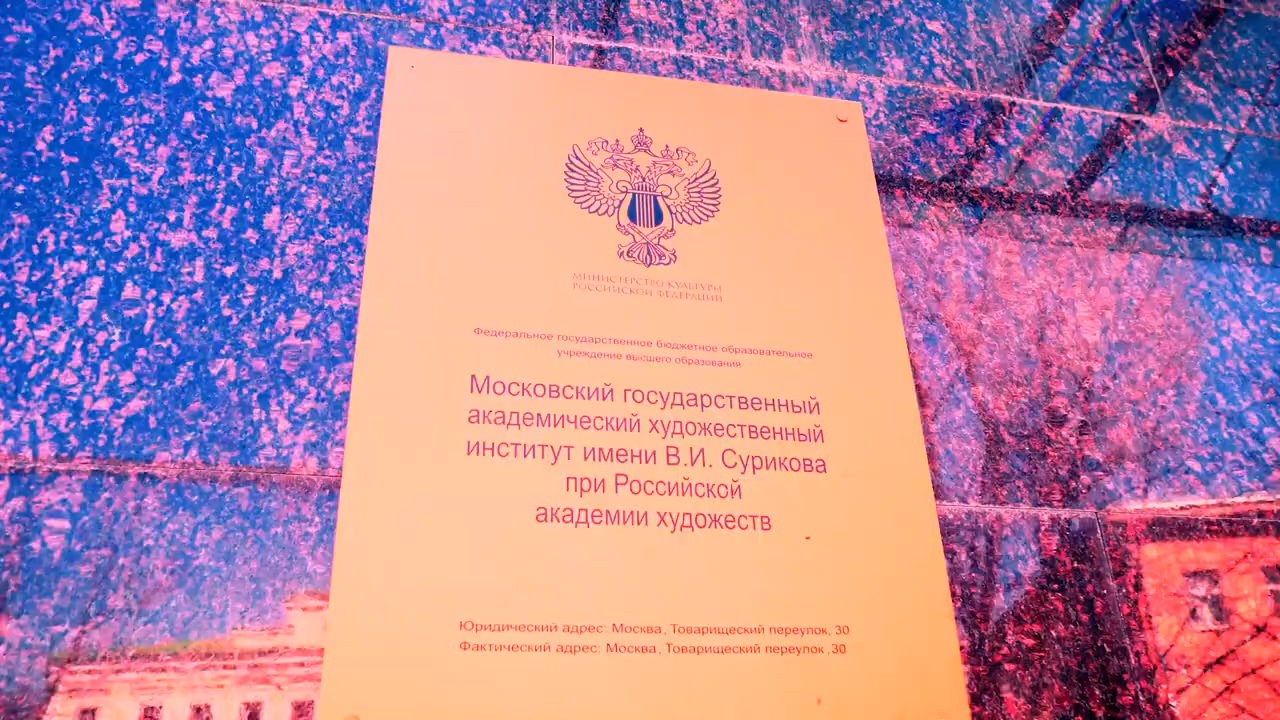 МИНИСТЕРСТВО КУЛЬТУРЫ
РОССИЙСКОЙ ФЕДЕРАЦИИ
Федеральное государственное бюджетное образовательное
учреждение высшего образования
Московский государственный
академический художественный
институт имени В.И. Сурикова
при Российской
академии художеств
Юридический адрес: Москва, Товарищеский переулок, 30
Фактический адрес: Москва, Товарищеский переулок ,30